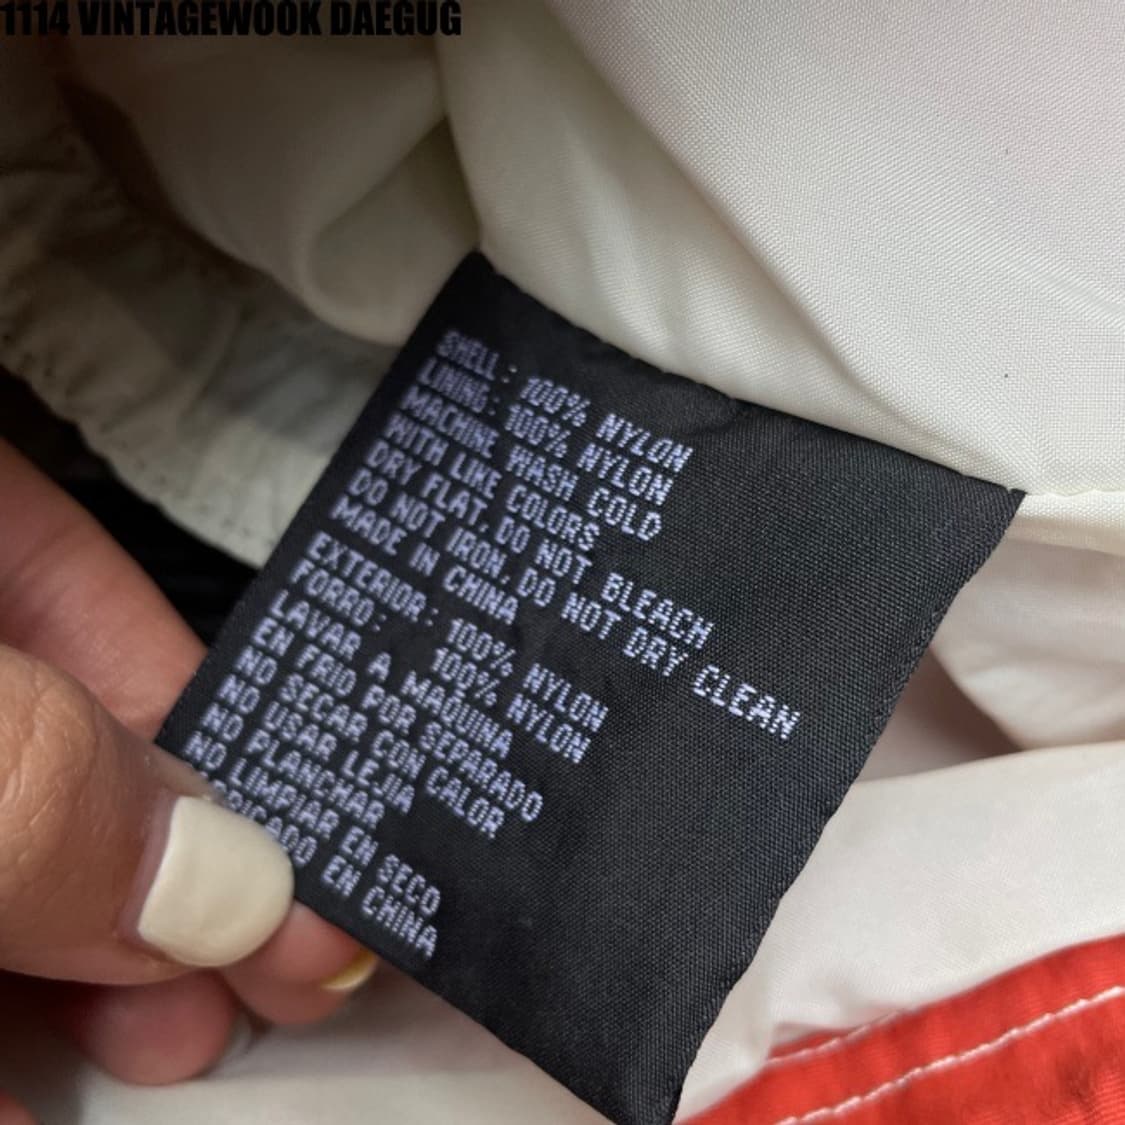 1114 VINTAGEWOOK DAEGUG
SHELL: 100% NYLON
LINING: 100% NYLON
MACHINE WASH COLD
WITH LIKE COLORS
DRY FLAT, DO NOT BLEACH
DO NOT IRON, DO NOT DRY CLEAN
MADE IN CHINA
EXTERIOR: 100% NYLON
FORRO: 100% NYLON
LAVAR A MAQUINA
EN FRIO POR SEPARADO
NO SECAR CON CALOR
NO USAR LEJIA
NO PLANCHAR
NO LIMPIAR EN SECO
EN CHINA